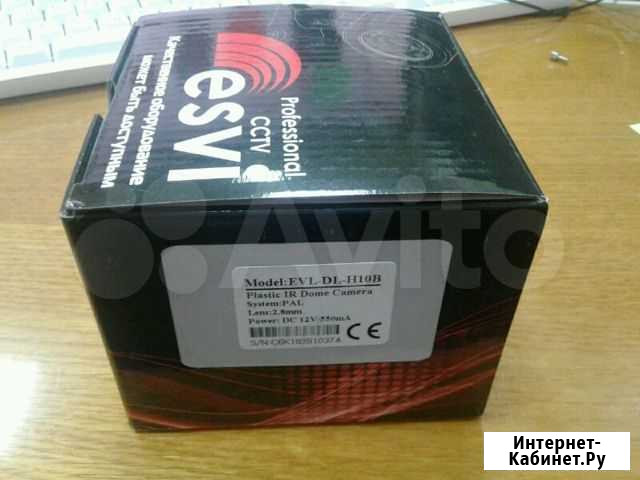 Качественное оборудование
может быть доступным
esvi
Professional
CCTV
Avito
Model:EVL-DL-H10B
Plastic IR Dome Camera
System:PAL
Lens:2.8mm
Power: DC 12V-550mA
CE
Интернет-
Кабинет.Ру